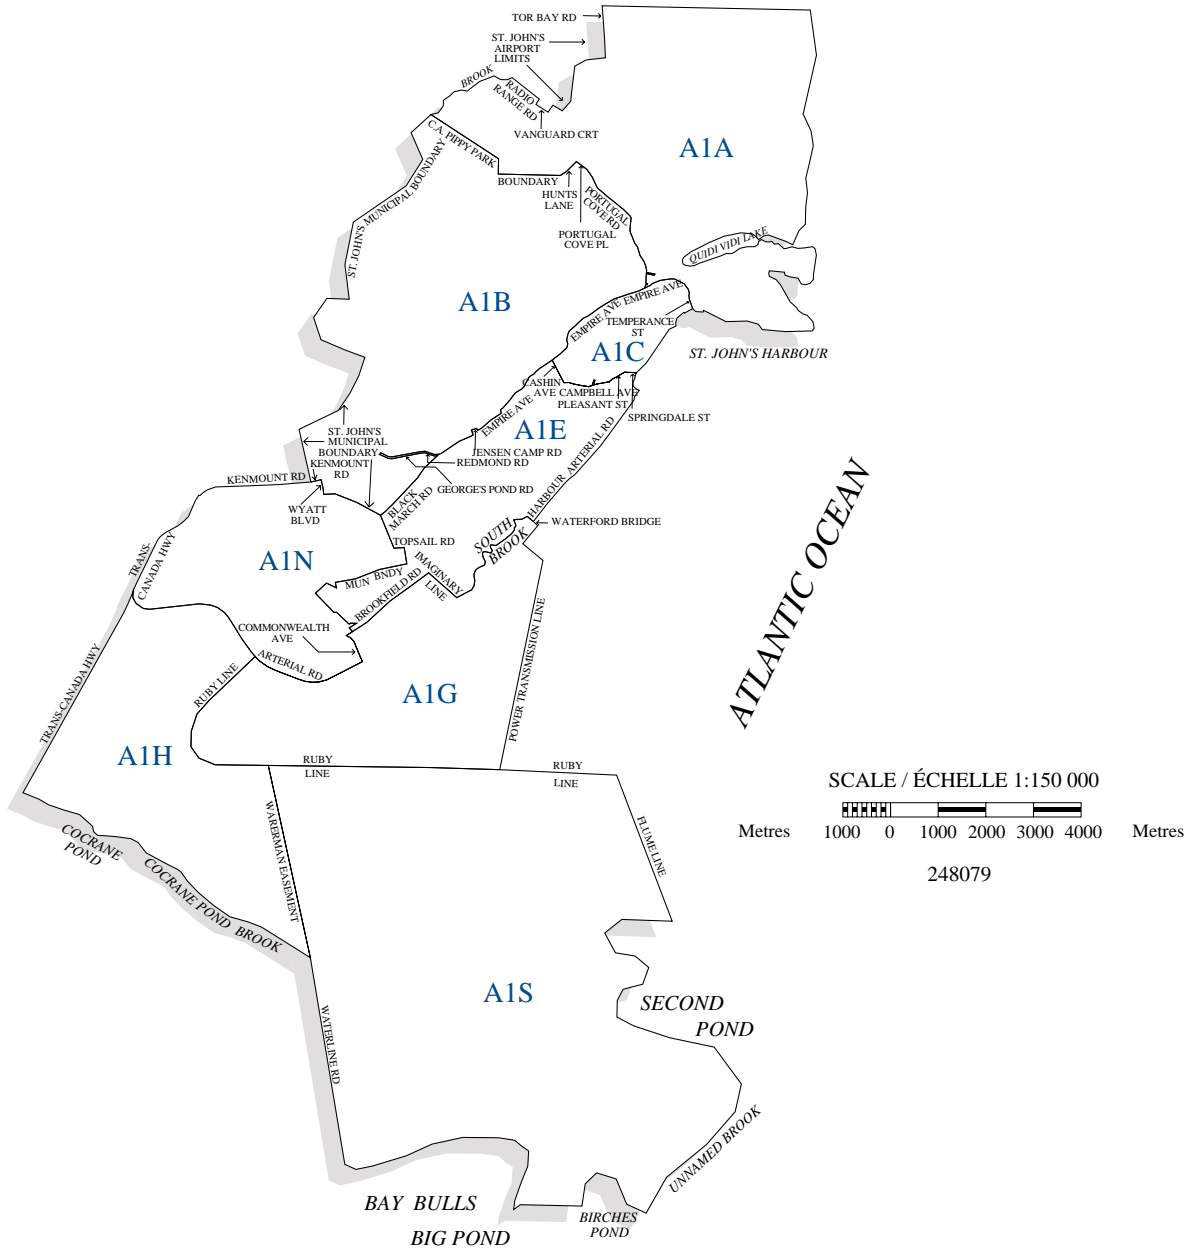 TOR BAY RD
ST. JOHN'S
AIRPORT
LIMITS
BROOK
RADIO
RANGE RD
VANGUARD CRT
A1A
C.A. PIPPY PARK
BOUNDARY
HUNTS
LANE
PORTUGAL
COVE RD
PORTUGAL
COVE PL
ST. JOHN'S MUNICIPAL BOUNDARY
QUIDI VIDI LAKE
A1B
EMPIRE AVE
EMPIRE AVE
TEMPERANCE
ST
A1C
ST. JOHN'S HARBOUR
CASHIN
AVE
CAMPBELL AVE
PLEASANT ST
SPRINGDALE ST
EMPIRE AVE
A1E
ST. JOHN'S
MUNICIPAL
BOUNDARY
JENSEN CAMP RD
REDMOND RD
KENMOUNT
RD
KENMOUNT RD
GEORGE'S POND RD
HARBOUR ARTERIAL RD
WYATT
BLVD
BLACK
MARCH RD
WATERFORD BRIDGE
SOUTH
BROOK
TOPSAIL RD
TRANS-
CANADA HWY
A1N
IMAGINARY
LINE
MUN BNDY
BROOKFIELD RD
COMMONWEALTH
AVE
ARTERIAL RD
RUBY LINE
POWER TRANSMISSION LINE
ATLANTIC OCEAN
TRANS-CANADA HWY
A1G
A1H
RUBY
LINE
RUBY
LINE
SCALE / ÉCHELLE 1:150 000
Metres 1000 0 1000 2000 3000 4000 Metres
248079
WARERMAN EASEMENT
FLUME LINE
COCRANE
POND
COCRANE POND BROOK
A1S
SECOND
POND
WATERLINE RD
UNNAMED BROOK
BAY BULLS
BIG POND
BIRCHES
POND